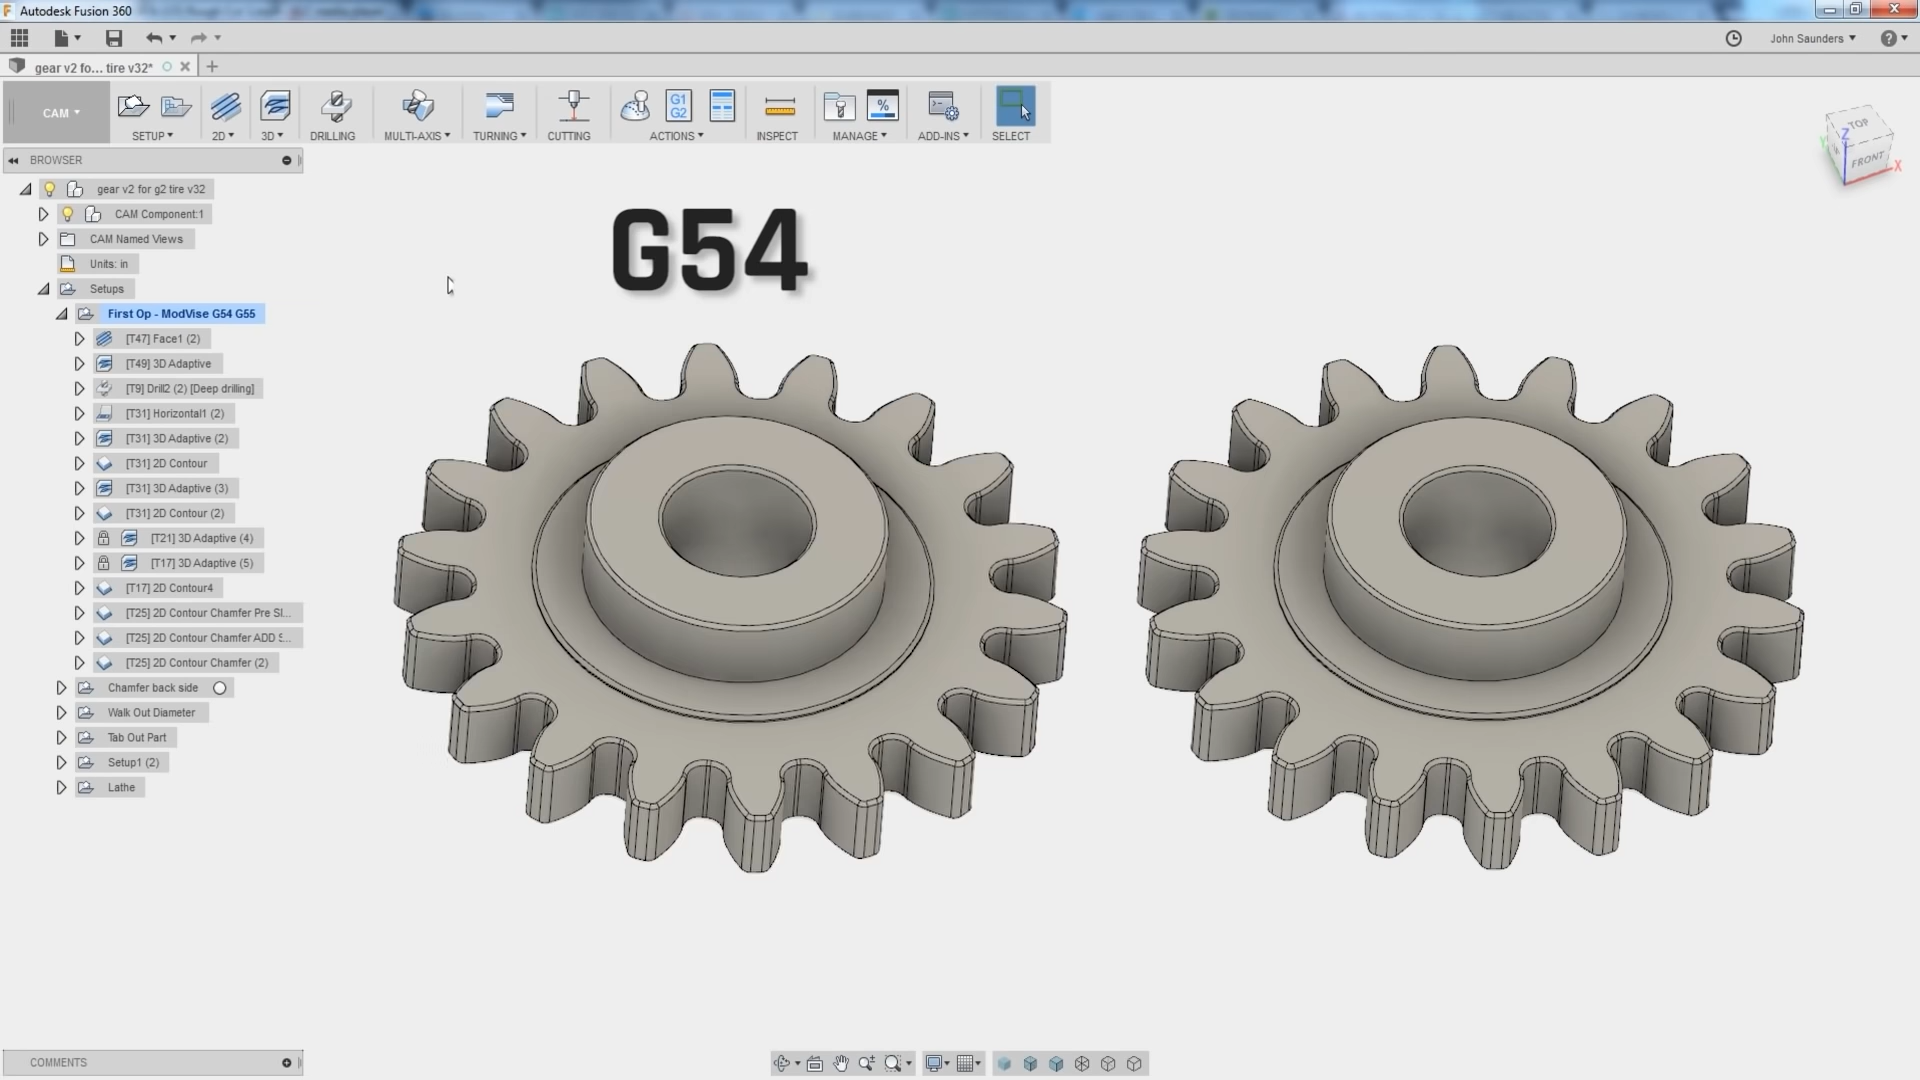 Autodesk Fusion 360
John Saunders
gear v2 fo... tire v32*
CAM
SETUP
2D
3D
DRILLING
MULTI-AXIS
TURNING
CUTTING
G1
G2
ACTIONS
INSPECT
%
MANAGE
ADD-INS
SELECT
TOP
FRONT
Z
Y
X
BROWSER
gear v2 for g2 tire v32
CAM Component:1
CAM Named Views
Units: in
Setups
First Op - ModVise G54 G55
[T47] Face1 (2)
[T49] 3D Adaptive
[T9] Drill2 (2) [Deep drilling]
[T31] Horizontal1 (2)
[T31] 3D Adaptive (2)
[T31] 2D Contour
[T31] 3D Adaptive (3)
[T31] 2D Contour (2)
[T21] 3D Adaptive (4)
[T17] 3D Adaptive (5)
[T17] 2D Contour4
[T25] 2D Contour Chamfer Pre Sl...
[T25] 2D Contour Chamfer ADD S...
[T25] 2D Contour Chamfer (2)
Chamfer back side
Walk Out Diameter
Tab Out Part
Setup1 (2)
Lathe
G54
COMMENTS